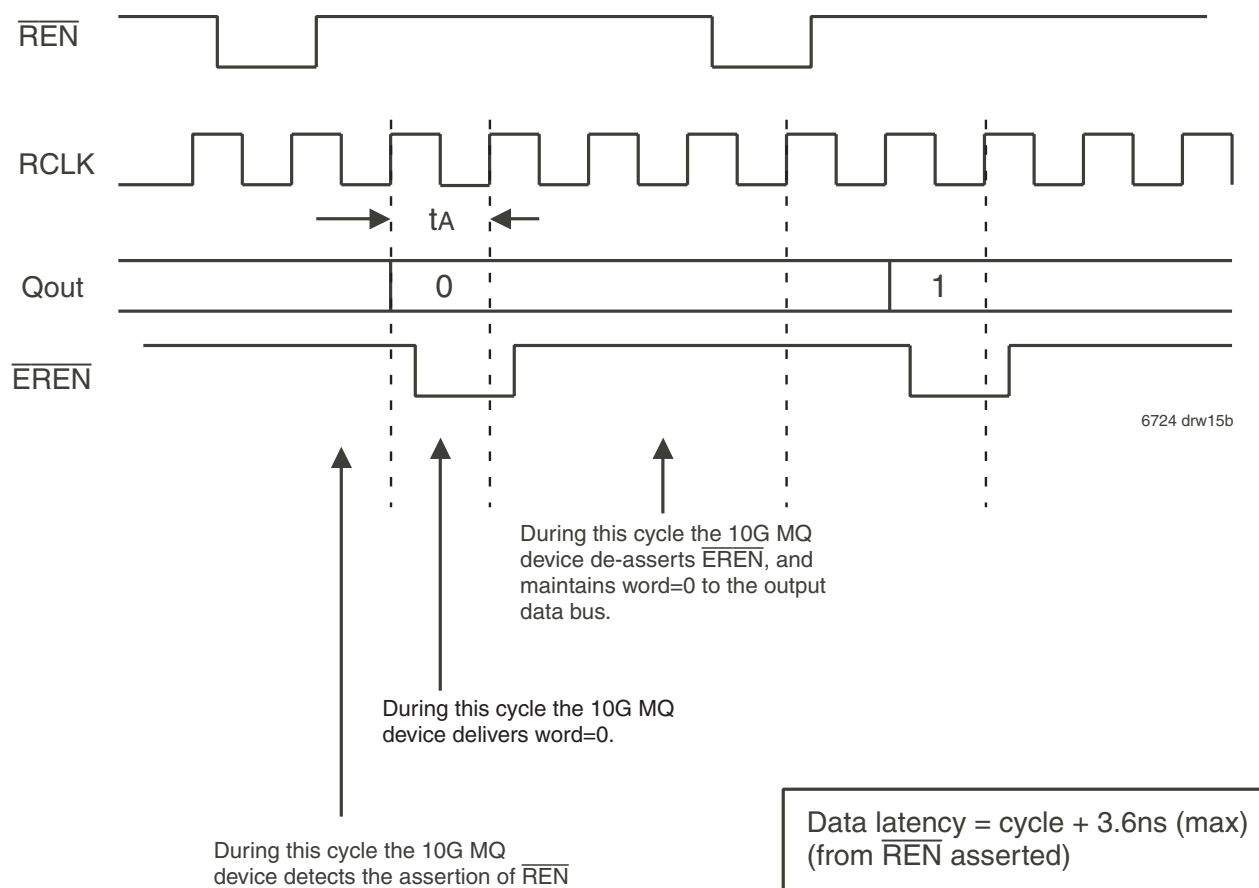 REN
RCLK
tA
Qout
0
1
EREN
6724 drw15b
During this cycle the 10G MQ
device de-asserts EREN, and
maintains word=0 to the output
data bus.
During this cycle the 10G MQ
device delivers word=0.
Data latency = cycle + 3.6ns (max)
(from REN asserted)
During this cycle the 10G MQ
device detects the assertion of REN